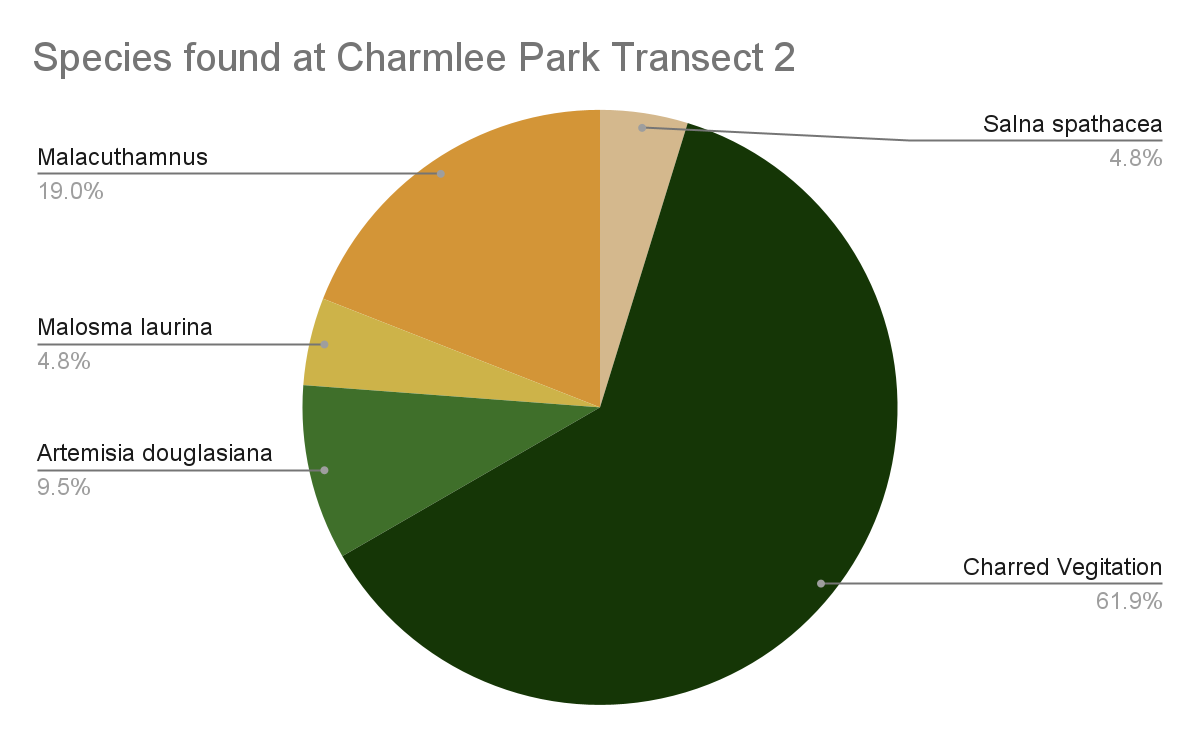 Species found at Charmlee Park Transect 2
Salna spathacea
4.8%
Malacuthamnus
19.0%
Malosma laurina
4.8%
Artemisia douglasiana
9.5%
Charred Vegitation
61.9%